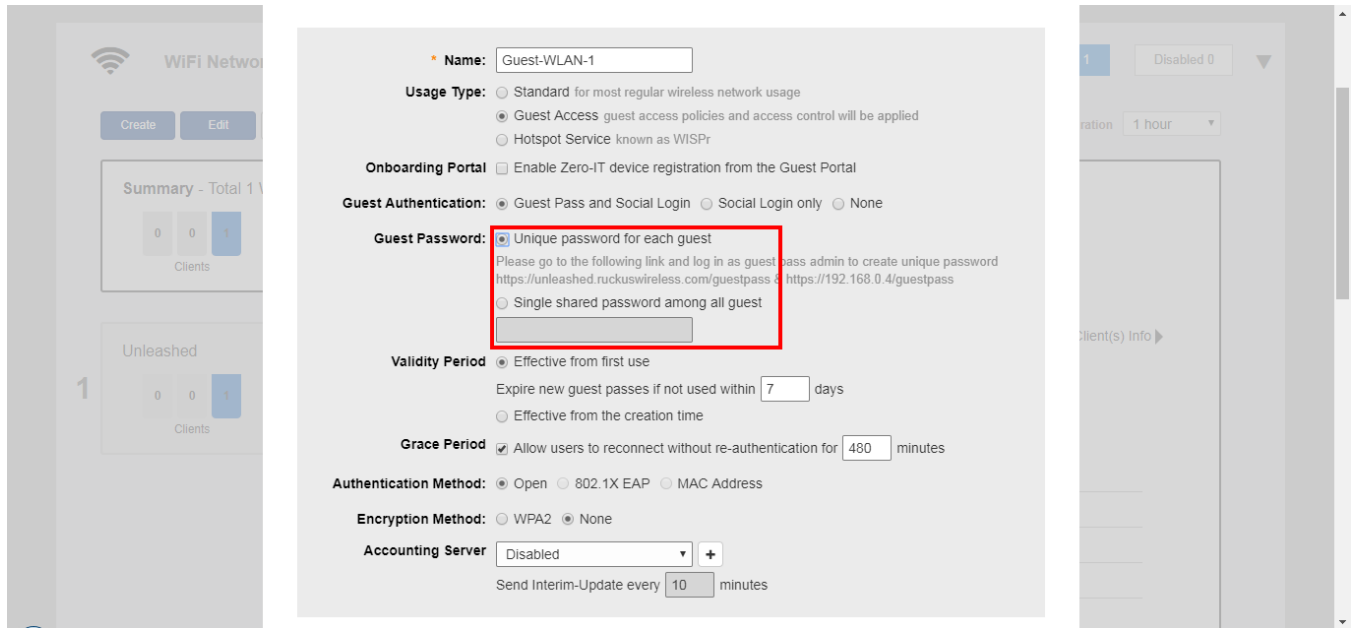 WiFi Netwo
1
Disabled 0
Create
Edit
ration
1 hour
Summary - Total 1
0 0 1
Clients
Unleashed
1
0 0 1
Clients
Client(s) Info
* Name: Guest-WLAN-1
Usage Type: Standard for most regular wireless network usage
Guest Access guest access policies and access control will be applied
Hotspot Service known as WISPr
Onboarding Portal Enable Zero-IT device registration from the Guest Portal
Guest Authentication: Guest Pass and Social Login Social Login only None
Guest Password: Unique password for each guest
Please go to the following link and log in as guest pass admin to create unique password
https://unleashed.ruckuswireless.com/guestpass & https://192.168.0.4/guestpass
Single shared password among all guest
Validity Period Effective from first use
Expire new guest passes if not used within 7 days
Effective from the creation time
Grace Period Allow users to reconnect without re-authentication for 480 minutes
Authentication Method: Open 802.1X EAP MAC Address
Encryption Method: WPA2 None
Accounting Server Disabled +
Send Interim-Update every 10 minutes